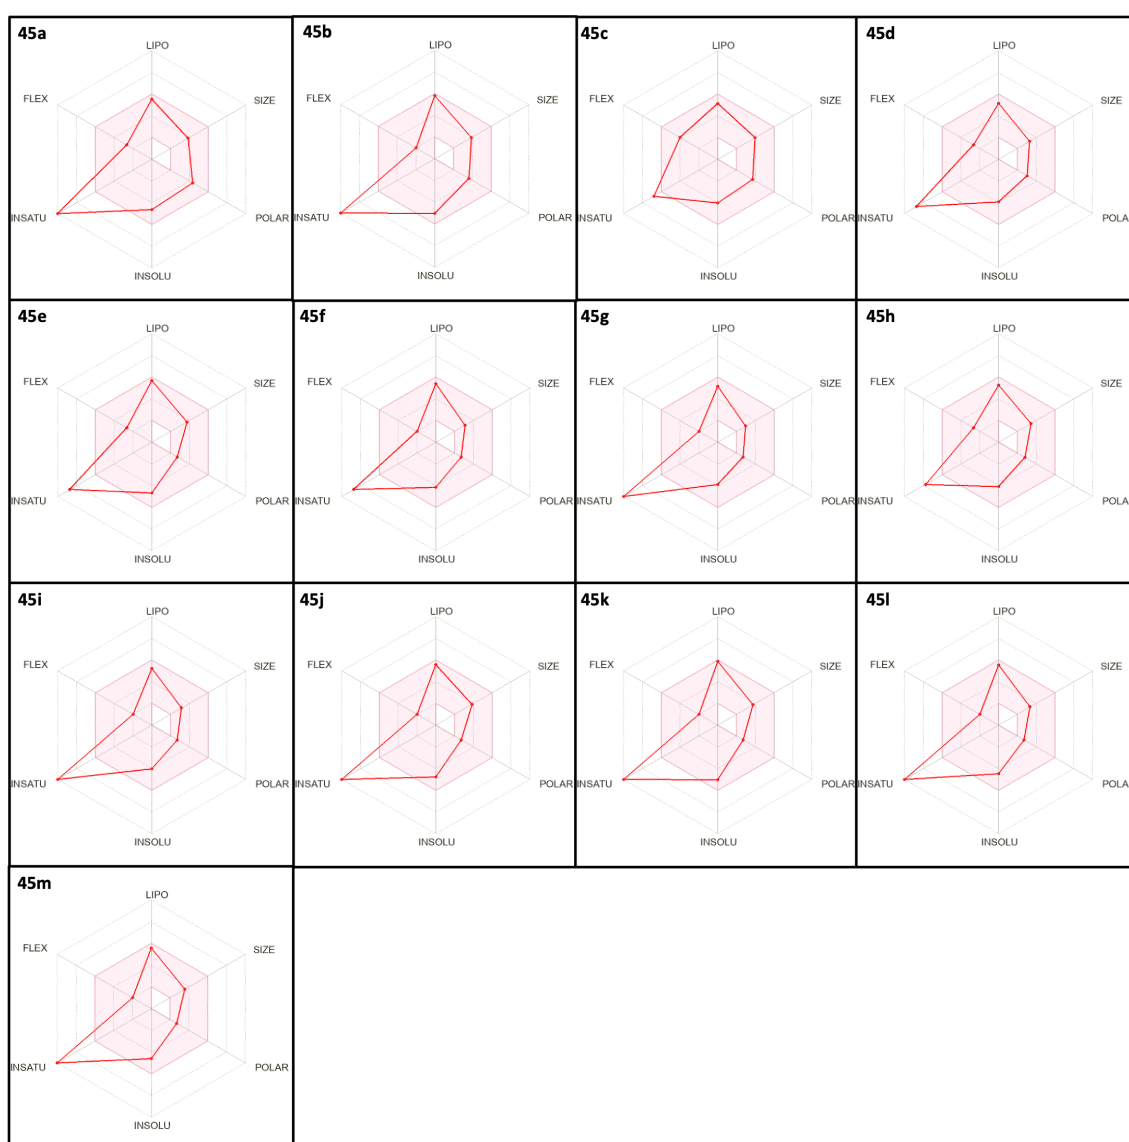 45a
LIPO
FLEX
SIZE
INSATU
POLAR
INSOLU
45b
LIPO
FLEX
SIZE
INSATU
POLAR
INSOLU
45c
LIPO
FLEX
SIZE
INSATU
POLAR
INSOLU
45d
LIPO
FLEX
SIZE
INSATU
POLA
INSOLU
45e
LIPO
FLEX
SIZE
INSATU
POLAR
INSOLU
45f
LIPO
FLEX
SIZE
INSATU
POLAR
INSOLU
45g
LIPO
FLEX
SIZE
INSATU
POLAR
INSOLU
45h
LIPO
FLEX
SIZE
INSATU
POLA
INSOLU
45i
LIPO
FLEX
SIZE
INSATU
POLAR
INSOLU
45j
LIPO
FLEX
SIZE
INSATU
POLAR
INSOLU
45k
LIPO
FLEX
SIZE
INSATU
POLAR
INSOLU
45l
LIPO
FLEX
SIZE
INSATU
POLA
INSOLU
45m
LIPO
FLEX
SIZE
INSATU
POLAR
INSOLU